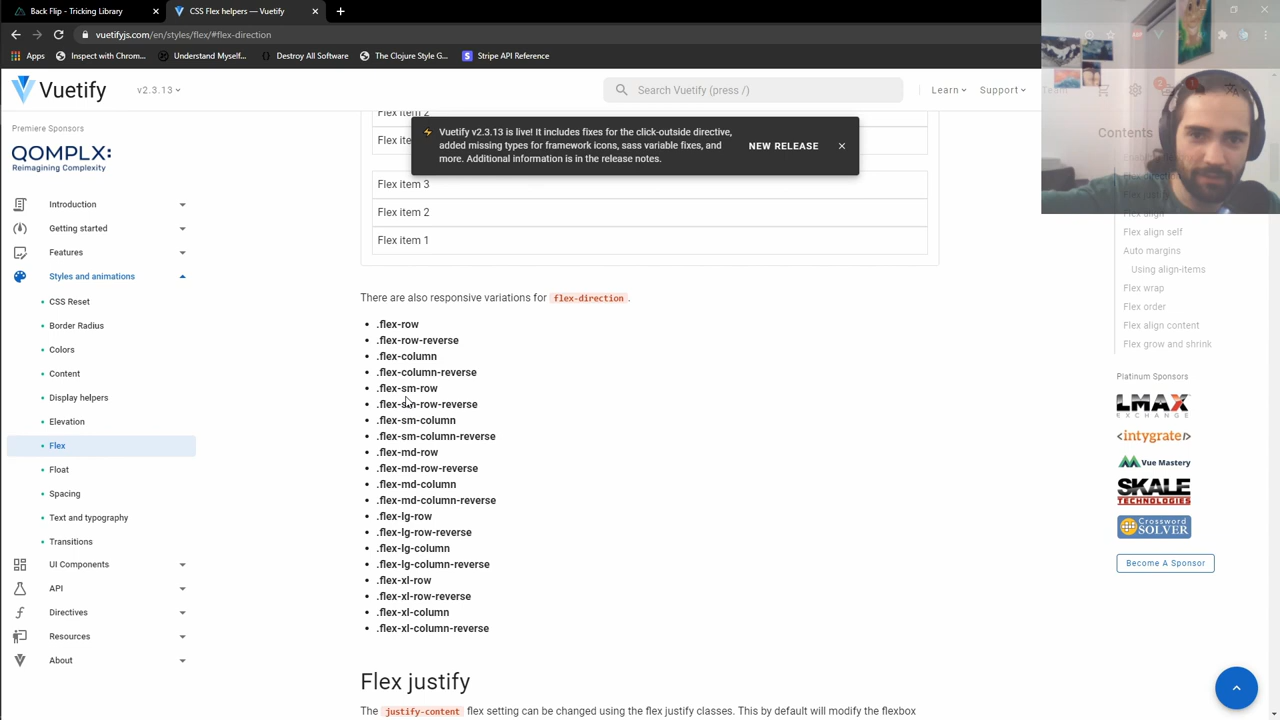 Back Flip - Trickin
Vuetify
vuetifyjs.com/en/styles/flex/#flex-direction
Apps
Inspect with Chrom...
Understand Myself...
Destroy All Software
The Clojure Style G...
Stripe API Reference
Vuetify
v2.3.13
Search Vuetify (press /)
Learn
Support
Team
Premiere Sponsors
QOMPLX:
Reimagining Complexity
Introduction
Getting started
Features
Styles and animations
CSS Reset
Border Radius
Colors
Content
Display helpers
Elevation
Flex
Float
Spacing
Text and typography
Transitions
UI Components
API
Directives
Resources
About
Flex item 2
Vuetify v2.3.13 is live! It includes fixes for the click-outside directive,
added missing types for framework icons, sass variable fixes, and
more. Additional information is in the release notes.
NEW RELEASE
Flex ite
Flex item 3
Flex item 2
Flex item 1
There are also responsive variations for flex-direction.
.flex-row
.flex-row-reverse
.flex-column
.flex-column-reverse
.flex-sm-row
.flex-sm-row-reverse
.flex-sm-column
.flex-sm-column-reverse
.flex-md-row
.flex-md-row-reverse
.flex-md-column
.flex-md-column-reverse
.flex-lg-row
.flex-lg-row-reverse
.flex-lg-column
.flex-lg-column-reverse
.flex-xl-row
.flex-xl-row-reverse
.flex-xl-column
.flex-xl-column-reverse
Flex justify
The justify-content flex setting can be changed using the flex justify classes. This by default will modify the flexbox
Contents
Flex justify
Flex align
Flex align self
Auto margins
Using align-items
Flex wrap
Flex order
Flex align content
Flex grow and shrink
Platinum Sponsors
LMAX
EXCHANGE
<intygrate/>
Vue Mastery
SKALE
TECHNOLOGIES
Crossword
SOLVER
Become A Sponsor